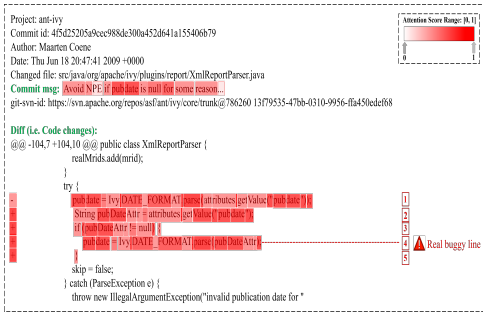 Project: ant-ivy
Commit id: 4f5d25205a9cec988de300a452d641a155406b79
Author: Maarten Coene
Date: Thu Jun 18 20:47:41 2009 +0000
Changed file: src/java/org/apache/ivy/plugins/report/XmlReportParser.java
Commit msg: Avoid NPE if pubdate is null for some reason...
git-svn-id: https://svn.apache.org/repos/asf/ant/ivy/core/trunk@786260 13f79535-47bb-0310-9956-ffa450edef68
Attention Score Range: [0, 1]
0 1
Diff (i.e. Code changes):
@@ -104,7 +104,10 @@ public class XmlReportParser {
realMrids.add(mrid);
}
try {
- pubdate = Ivy.DATE_FORMAT.parse(attributes.getValue("pubdate")); 1
+ String pubDateAttr = attributes.getValue("pubdate"); 2
+ if (pubDateAttr != null) { 3
+ pubdate = Ivy.DATE_FORMAT.parse(pubDateAttr); 4 Real buggy line
+ } 5
skip = false;
} catch (ParseException e) {
throw new IllegalArgumentException("invalid publication date for "